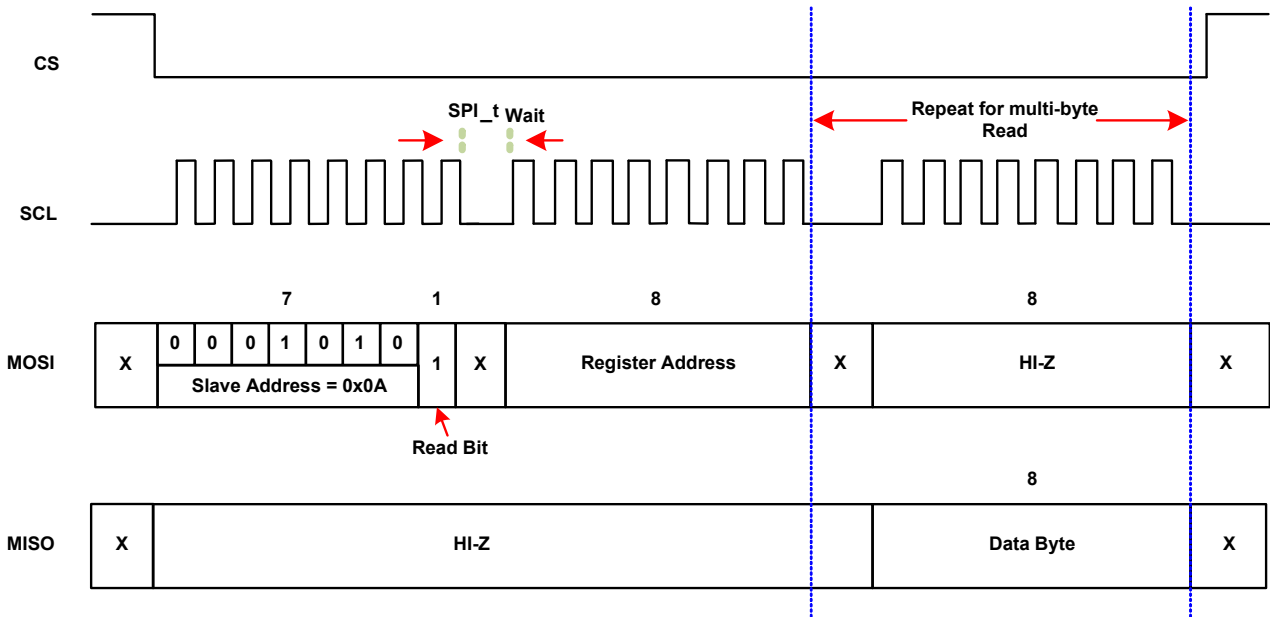 CS
SPI_t Wait
Repeat for multi-byte
Read
SCL
7 1 8 8
MOSI
X 0 0 0 1 0 1 0 1 X Register Address X HI-Z X
Slave Address = 0x0A
Read Bit
8
MISO X HI-Z Data Byte X